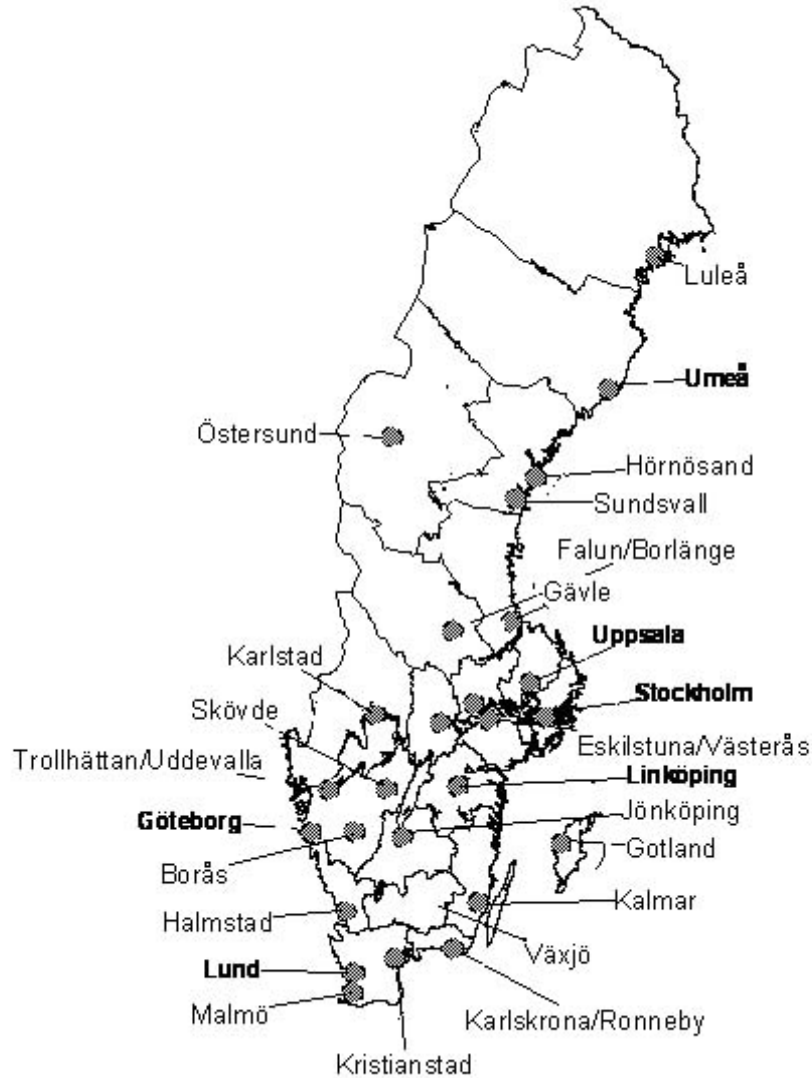 Luleå
Umeå
Östersund
Hörnösand
Sundsvall
Falun/Borlänge
Gävle
Uppsala
Karlstad
Stockholm
Skövde
Eskilstuna/Västerås
Trollhättan/Uddevalla
Linköping
Jönköping
Göteborg
Gotland
Borås
Kalmar
Halmstad
Växjö
Lund
Malmö
Karlskrona/Ronneby
Kristianstad